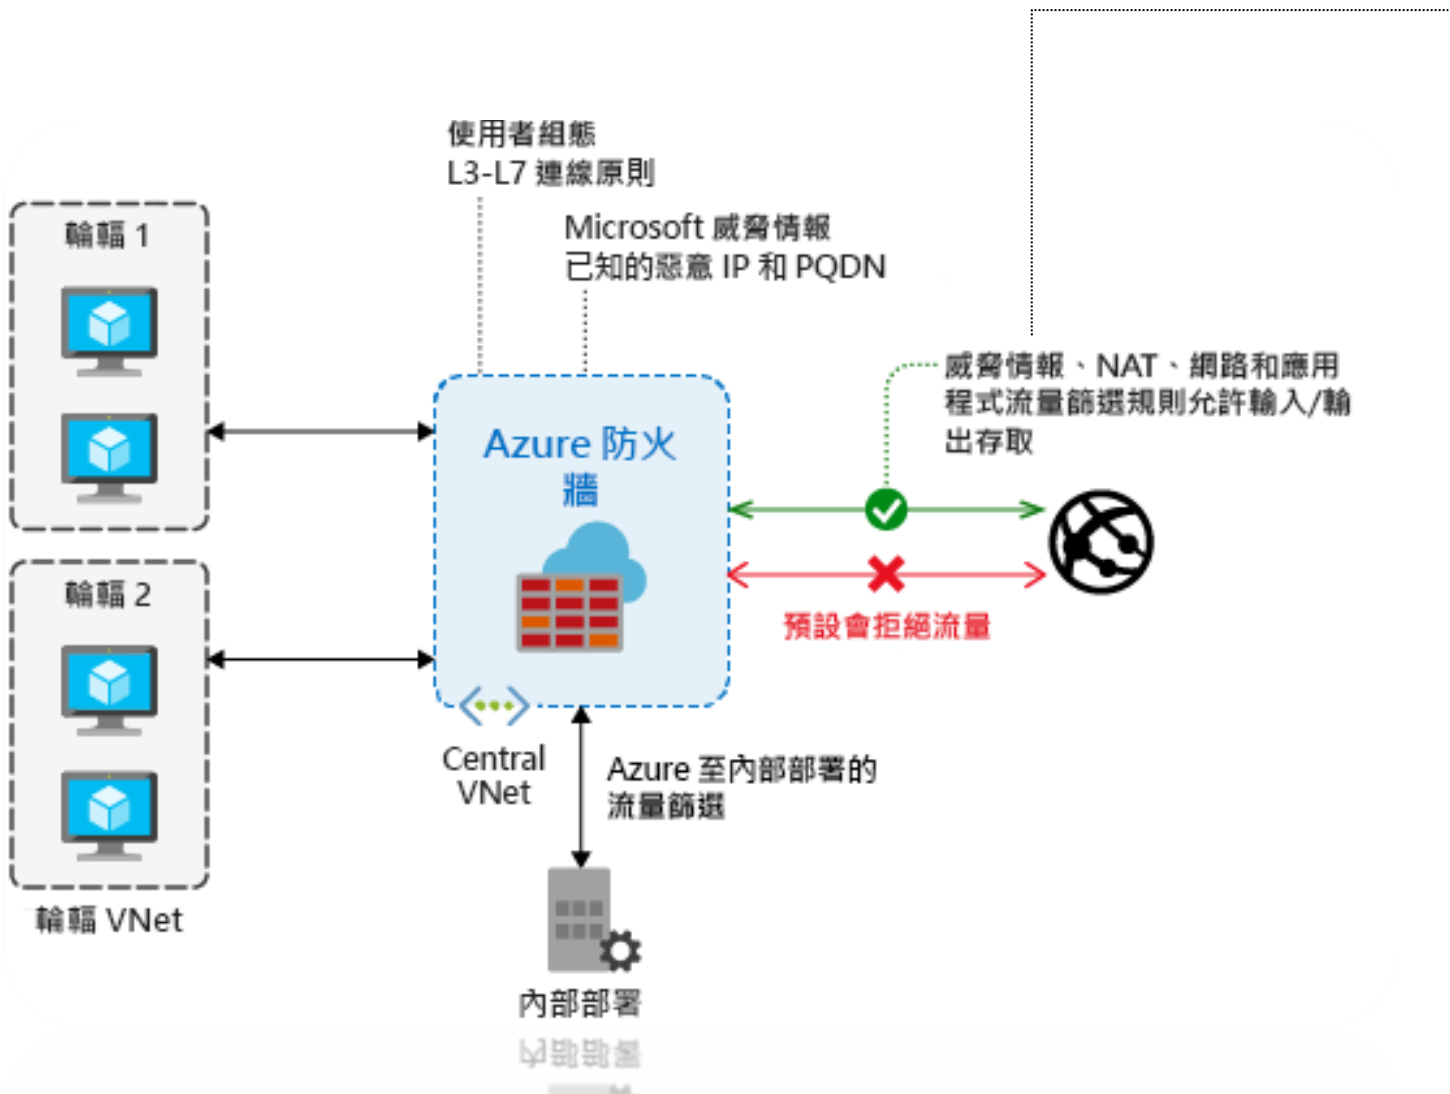 使用者組態
L3-L7 連線原則
Microsoft 威脅情報
已知的惡意 IP 和 PQDN
輪輻 1
威脅情報、NAT、網路和應用
程式流量篩選規則允許輸入/輸
出存取
Azure 防火
牆
輪輻 2
預設會拒絕流量
Central
VNet
Azure 至內部部署的
流量篩選
輪輻 VNet
內部部署